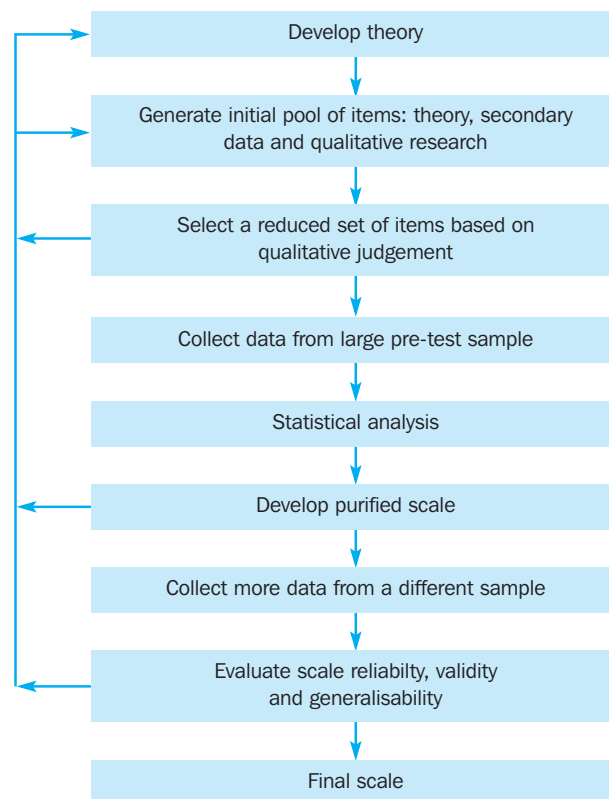 Develop theory
Generate initial pool of items: theory, secondary
data and qualitative research
Select a reduced set of items based on
qualitative judgement
Collect data from large pre-test sample
Statistical analysis
Develop purified scale
Collect more data from a different sample
Evaluate scale reliabilty, validity
and generalisability
Final scale